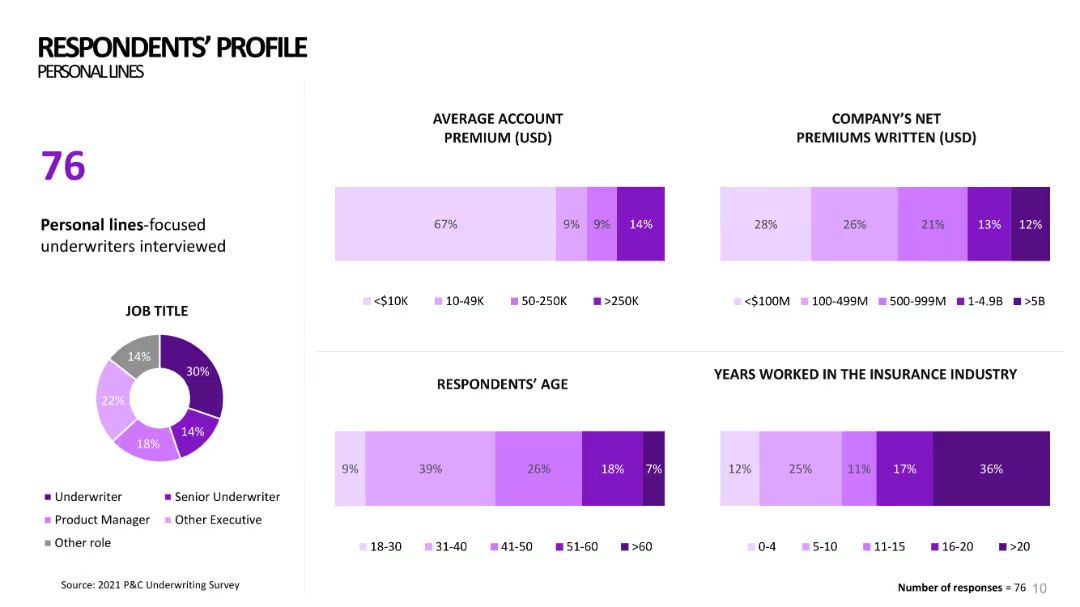 RESPONDENTS' PROFILE
PERSONAL LINES
76
Personal lines-focused
underwriters interviewed
JOB TITLE
14%
30%
22%
14%
18%
Underwriter
Senior Underwriter
Product Manager
Other Executive
Other role
Source: 2021 P&C Underwriting Survey
AVERAGE ACCOUNT
PREMIUM (USD)
67% 9% 9% 14%
<$10K 10-49K 50-250K >250K
COMPANY'S NET
PREMIUMS WRITTEN (USD)
28% 26% 21% 13% 12%
<$100M 100-499M 500-999M 1-4.9B >5B
RESPONDENTS' AGE
9% 39% 26% 18% 7%
18-30 31-40 41-50 51-60 >60
YEARS WORKED IN THE INSURANCE INDUSTRY
12% 25% 11% 17% 36%
0-4 5-10 11-15 16-20 >20
Number of responses = 76 10